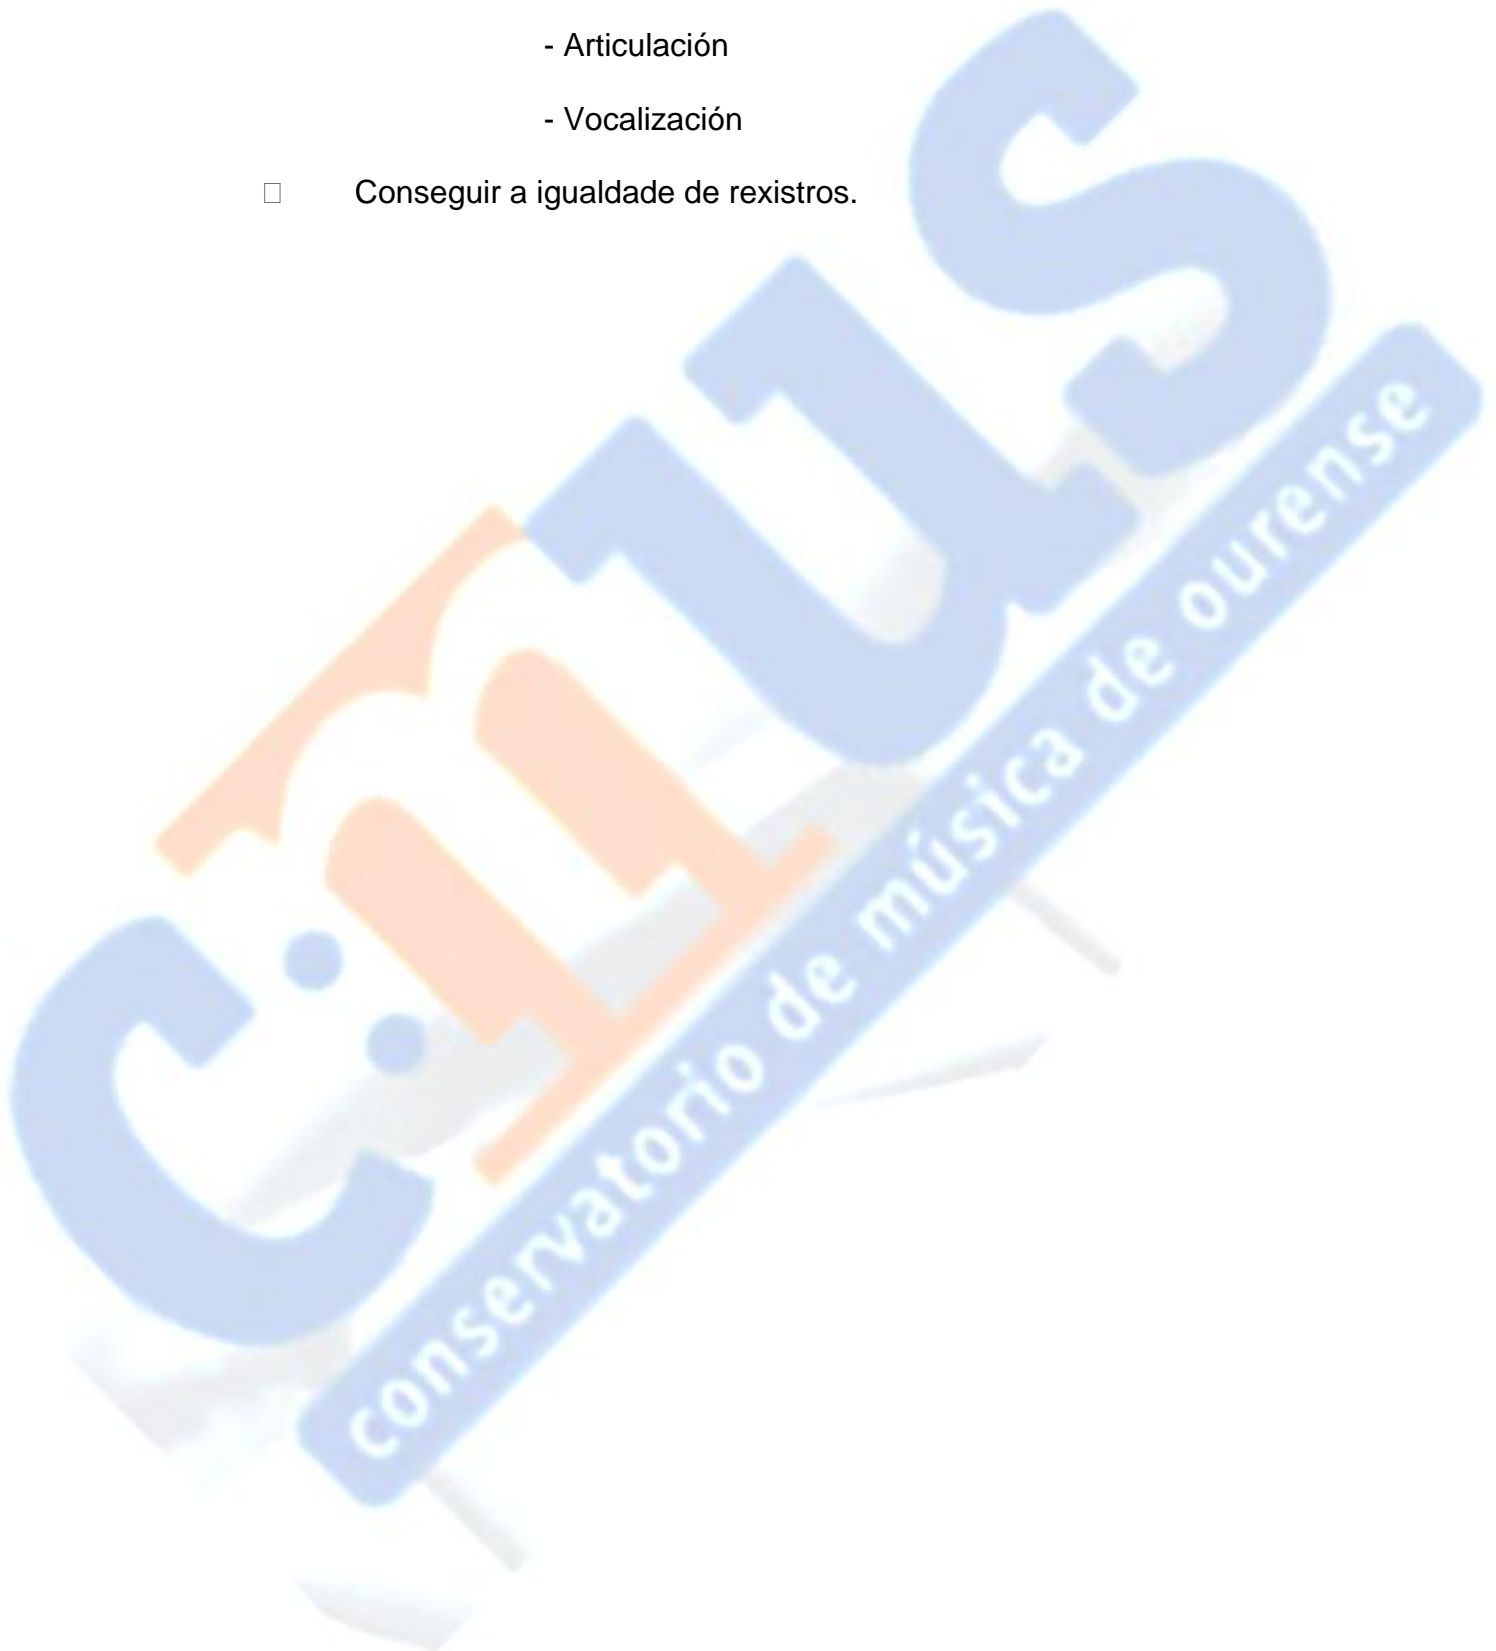 - Articulación
- Vocalización
□ Conseguir a igualdade de rexistros.
cmus
conservatorio de música de ourense